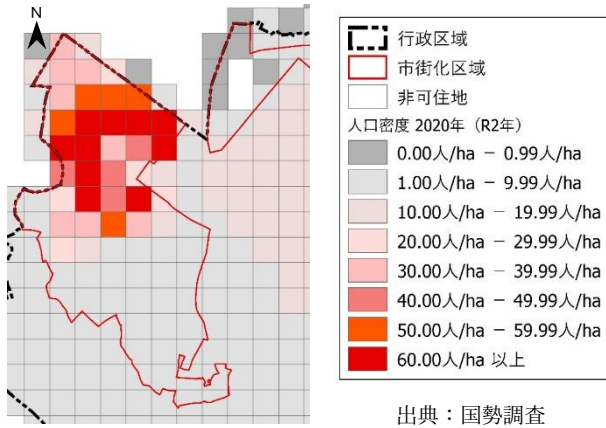 N
行政区域
市街化区域
非可住地
人口密度 2020年（R2年）
0.00人/ha － 0.99人/ha
1.00人/ha － 9.99人/ha
10.00人/ha － 19.99人/ha
20.00人/ha － 29.99人/ha
30.00人/ha － 39.99人/ha
40.00人/ha － 49.99人/ha
50.00人/ha － 59.99人/ha
60.00人/ha 以上
出典：国勢調査